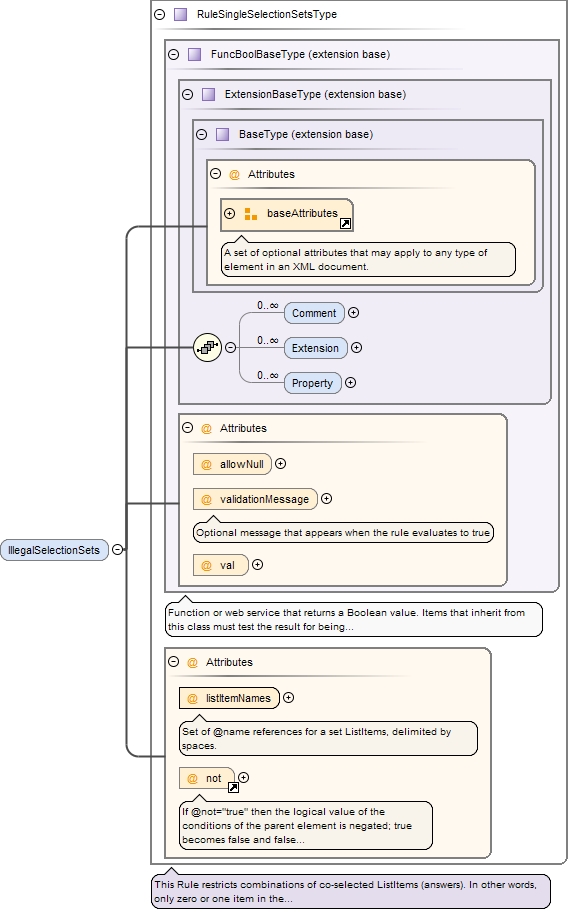 RuleSingleSelectionSetsType
FuncBoolBaseType (extension base)
ExtensionBaseType (extension base)
BaseType (extension base)
@ Attributes
baseAttributes
A set of optional attributes that may apply to any type of
element in an XML document.
0..∞
Comment
0..∞
Extension
0..∞
Property
@ Attributes
@ allowNull
@ validationMessage
Optional message that appears when the rule evaluates to true
@ val
IllegalSelectionSets
Function or web service that returns a Boolean value. Items that inherit from
this class must test the result for being...
@ Attributes
@ listItemNames
Set of @name references for a set ListItems, delimited by
spaces.
@ not
If @not="true" then the logical value of the
conditions of the parent element is negated; true
becomes false and false...
This Rule restricts combinations of co-selected ListItems (answers). In other words,
only zero or one item in the...